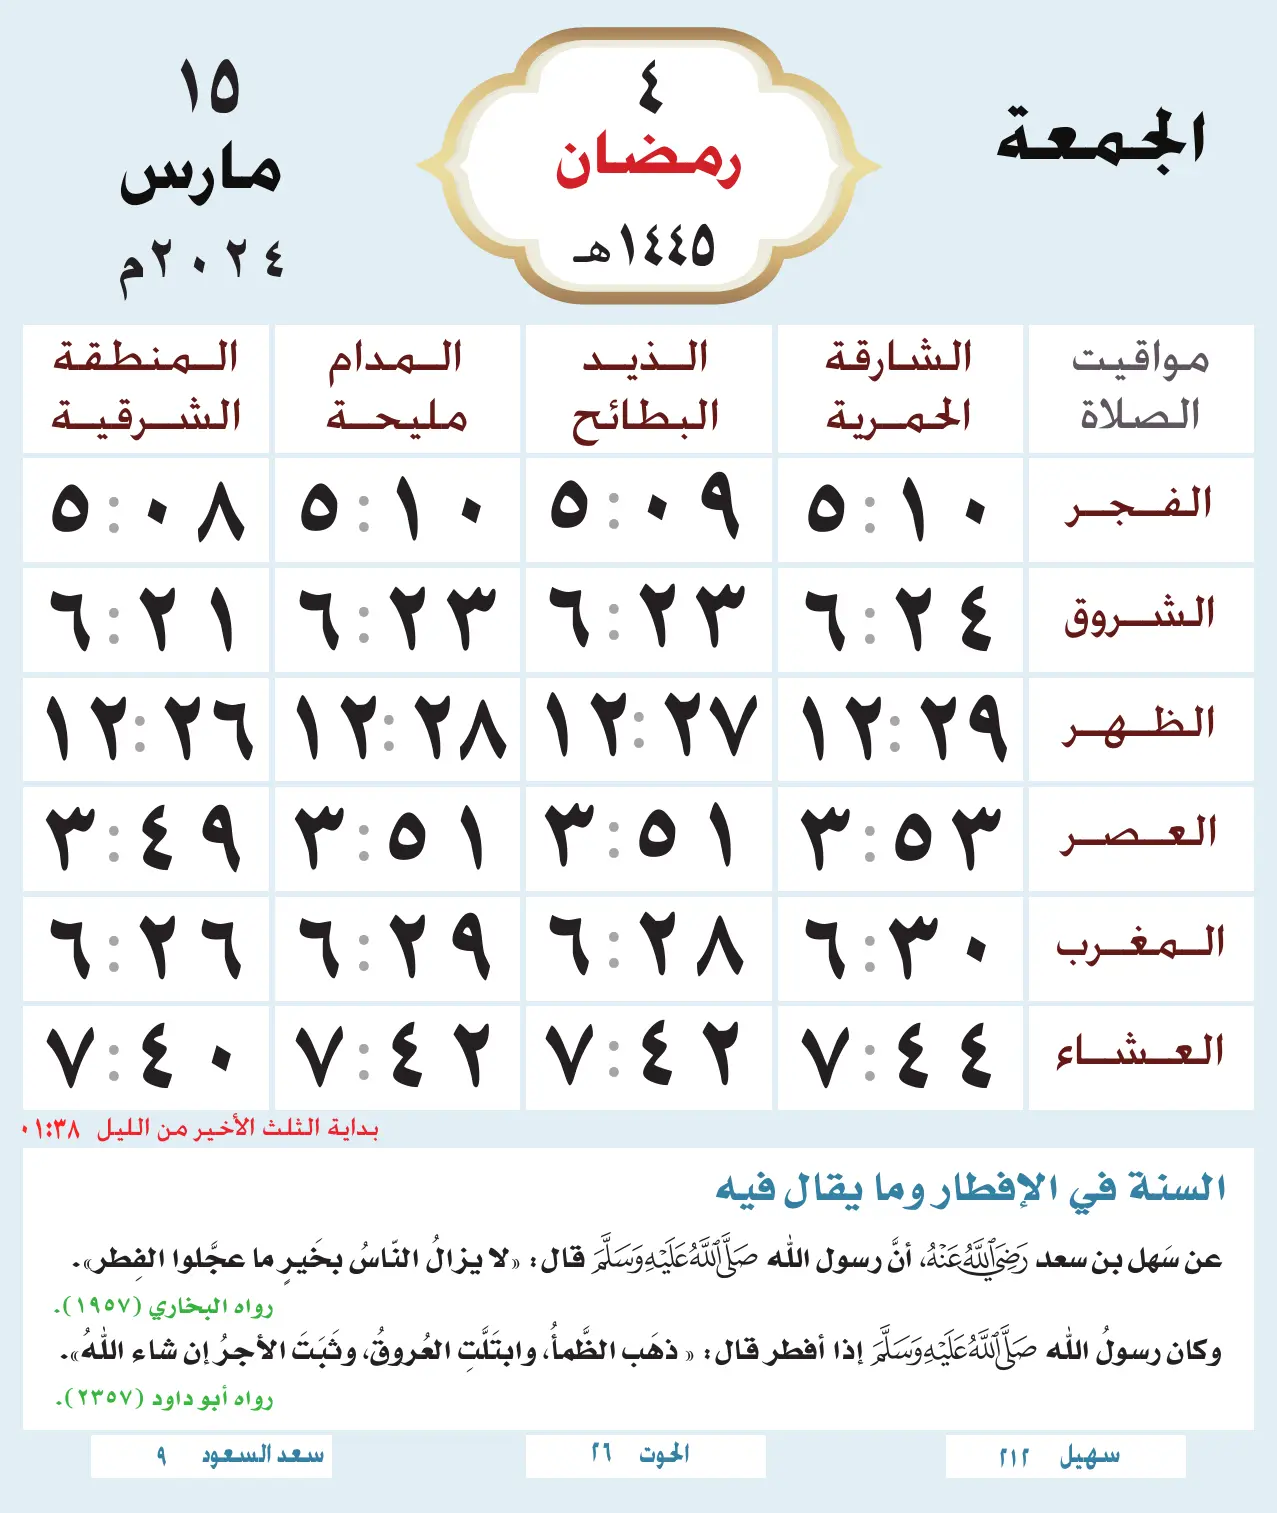 الجمعة
٤
رمضان
١٤٤٥هـ
١٥
مارس
٢٠٢٤م
مواقيت الصلاة	الشارقة الحمرية	الذيد البطائح	المدام مليحة	المنطقة الشرقية
الفجر	٥:١٠	٥:٠٩	٥:١٠	٥:٠٨
الشروق	٦:٢٤	٦:٢٣	٦:٢٣	٦:٢١
الظهر	١٢:٢٩	١٢:٢٧	١٢:٢٨	١٢:٢٦
العصر	٣:٥٣	٣:٥١	٣:٥١	٣:٤٩
المغرب	٦:٣٠	٦:٢٨	٦:٢٩	٦:٢٦
العشاء	٧:٤٤	٧:٤٢	٧:٤٢	٧:٤٠
بداية الثلث الأخير من الليل ٠١:٣٨
السنة في الإفطار وما يقال فيه
عن سَهل بن سعد رَضِيَ اللَّهُ عَنْهُ، أنَّ رسول الله صَلَّى اللَّهُ عَلَيْهِ وَسَلَّمَ قال: «لا يزالُ النّاسُ بخَيرٍ ما عجَّلوا الفِطر».
رواه البخاري (١٩٥٧).
وكان رسولُ الله صَلَّى اللَّهُ عَلَيْهِ وَسَلَّمَ إذا أفطر قال: « ذهَب الظَّمأُ، وابتَلَّتِ العُروقُ، وثَبَتَ الأجرُ إن شاء اللهُ».
رواه أبو داود (٢٣٥٧).
سهيل ٢١٢
الحوت ٢٦
سعد السعود ٩